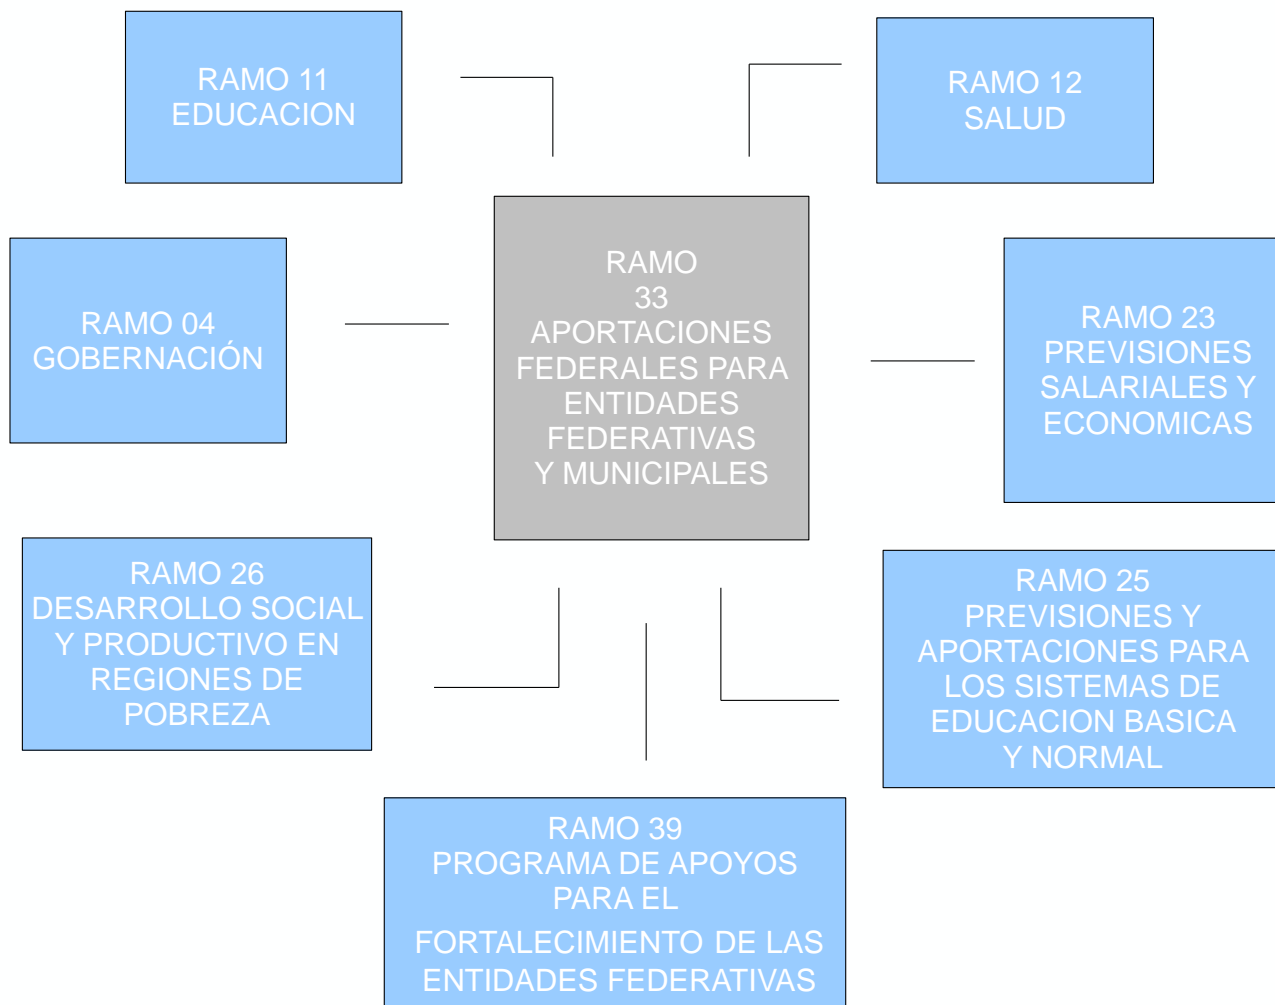 RAMO 11
EDUCACION
RAMO 12
SALUD
RAMO 04
GOBERNACIÓN
RAMO
33
APORTACIONES
FEDERALES PARA
ENTIDADES
FEDERATIVAS
Y MUNICIPALES
RAMO 23
PREVISIONES
SALARIALES Y
ECONOMICAS
RAMO 26
DESARROLLO SOCIAL
Y PRODUCTIVO EN
REGIONES DE
POBREZA
RAMO 25
PREVISIONES Y
APORTACIONES PARA
LOS SISTEMAS DE
EDUCACION BASICA
Y NORMAL
RAMO 39
PROGRAMA DE APOYOS
PARA EL
FORTALECIMIENTO DE LAS
ENTIDADES FEDERATIVAS